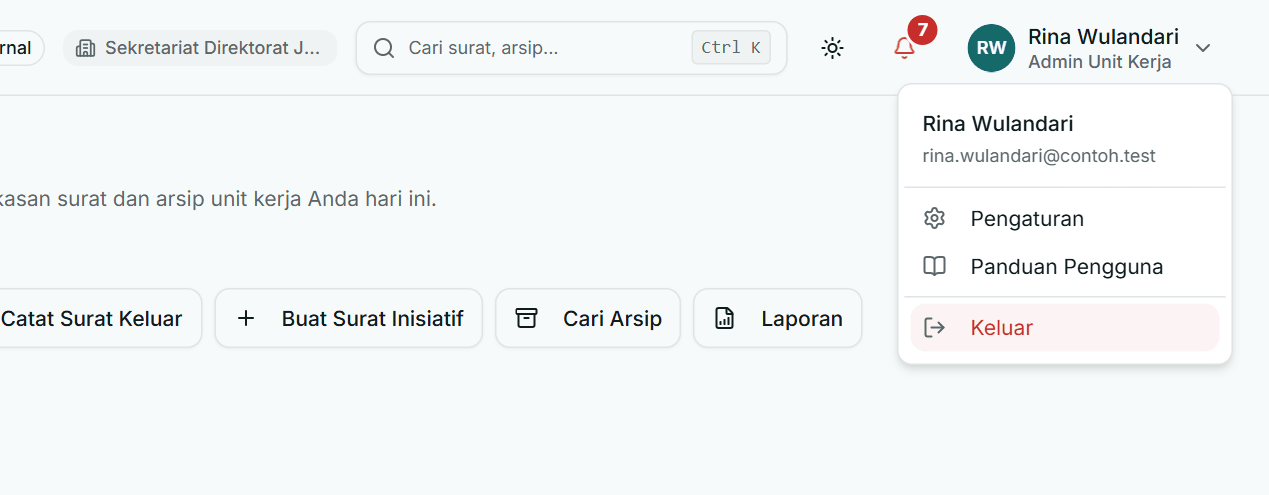 rnal
Sekretariat Direktorat J...
Cari surat, arsip...
Ctrl K
7
RW
Rina Wulandari
Admin Unit Kerja
Rina Wulandari
rina.wulandari@contoh.test
kasan surat dan arsip unit kerja Anda hari ini.
Pengaturan
Panduan Pengguna
Catat Surat Keluar
Buat Surat Inisiatif
Cari Arsip
Laporan
Keluar